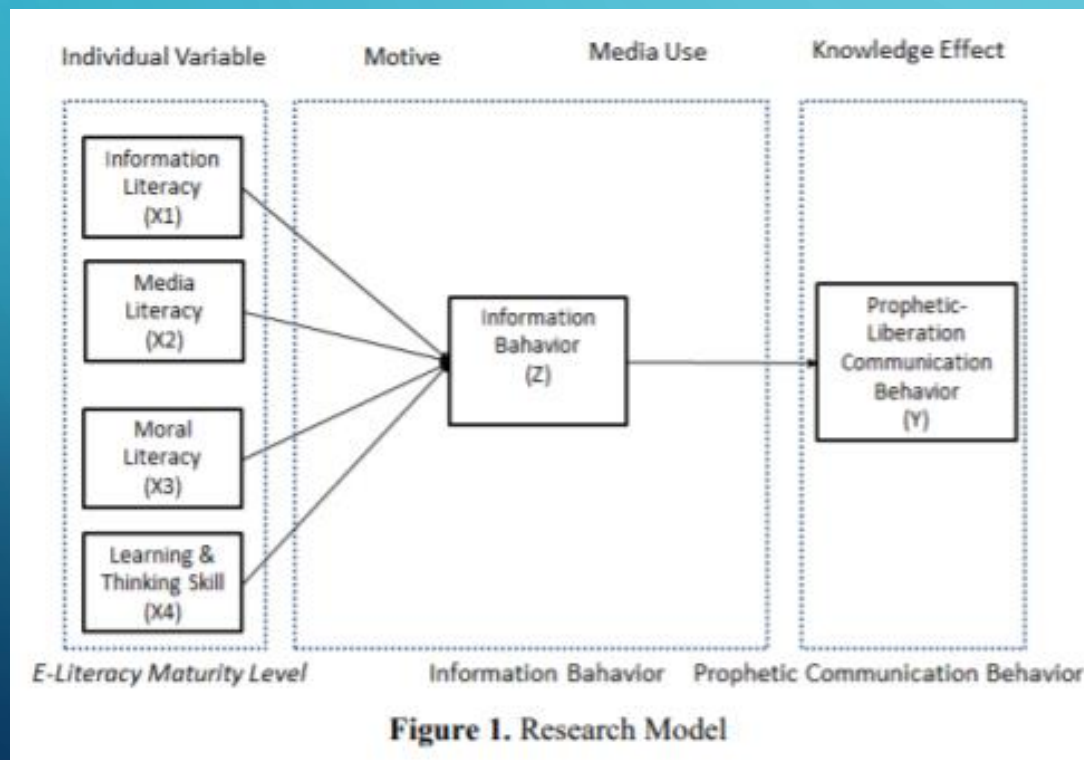 Individual Variable
Motive
Media Use
Knowledge Effect
Information
Literacy
(X1)
Media
Literacy
(X2)
Moral
Literacy
(X3)
Learning &
Thinking Skill
(X4)
Information
Bahavior
(Z)
Prophetic-
Liberation
Communication
Behavior
(Y)
E-Literacy Maturity Level
Information Bahavior
Prophetic Communication Behavior
Figure 1. Research Model